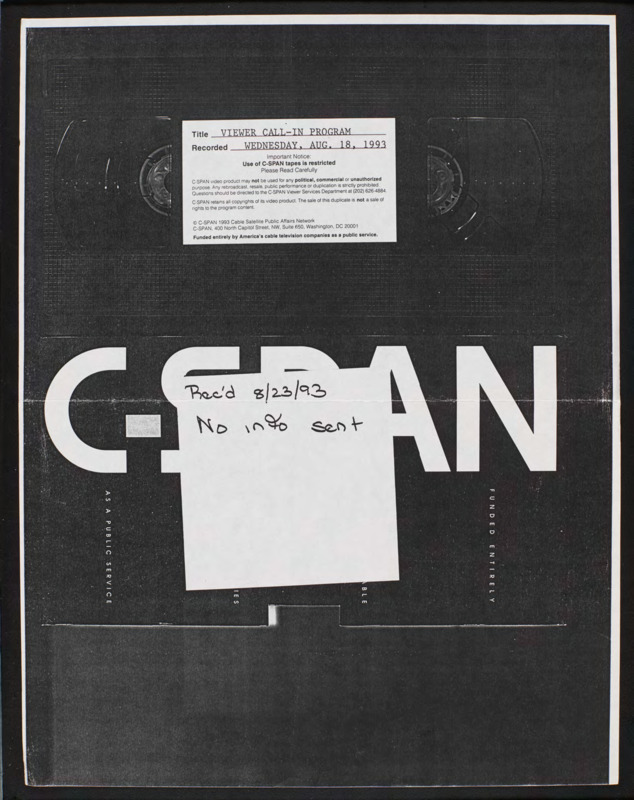 Title VIEWER CALL-IN PROGRAM
Recorded WEDNESDAY, AUG. 18, 1993
Important Notice:
Use of C-SPAN tapes is restricted
Please Read Carefully
C-SPAN video product may not be used for any political, commercial or unauthorized
purpose. Any rebroadcast, resale, public performance or duplication is strictly prohibited.
Questions should be directed to the C-SPAN Viewer Services Department at (202) 626 4884.
C-SPAN retains all copyrights of its video product. The sale of this duplicate is not a sale of
rights to the program content.
© C-SPAN 1993 Cable Satellite Public Affairs Network
C-SPAN, 400 North Capitol Street, NW, Suite 650, Washington, DC 20001
Funded entirely by America's cable television companies as a public service.
C-SPAN
Rec'd 8/23/93
No info sent
AS A PUBLIC SERVICE
FUNDED ENTIRELY